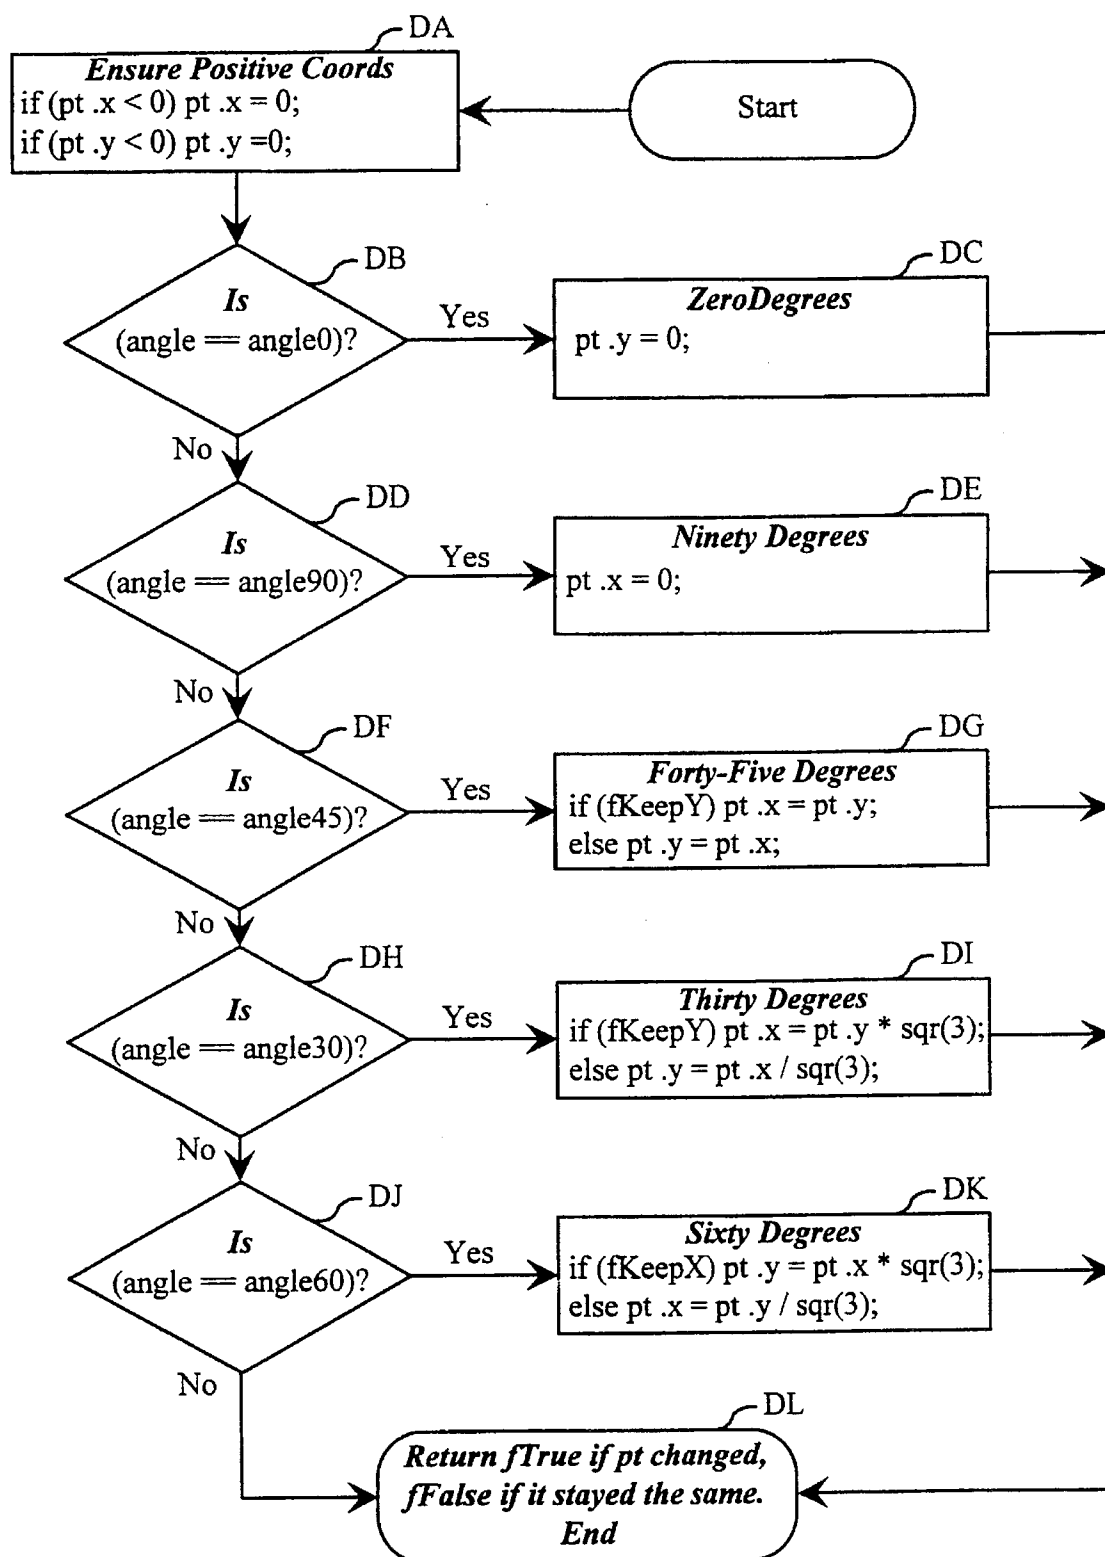 DA
Ensure Positive Coords
if (pt .x < 0) pt .x = 0;
if (pt .y < 0) pt .y =0;
Start
DB
Is
(angle == angle0)?
Yes
No
DC
ZeroDegrees
pt .y = 0;
DD
Is
(angle == angle90)?
Yes
No
DE
Ninety Degrees
pt .x = 0;
DF
Is
(angle == angle45)?
Yes
No
DG
Forty-Five Degrees
if (fKeepY) pt .x = pt .y;
else pt .y = pt .x;
DH
Is
(angle == angle30)?
Yes
No
DI
Thirty Degrees
if (fKeepY) pt .x = pt .y * sqr(3);
else pt .y = pt .x / sqr(3);
DJ
Is
(angle == angle60)?
Yes
No
DK
Sixty Degrees
if (fKeepX) pt .y = pt .x * sqr(3);
else pt .x = pt .y / sqr(3);
DL
Return fTrue if pt changed,
fFalse if it stayed the same.
End